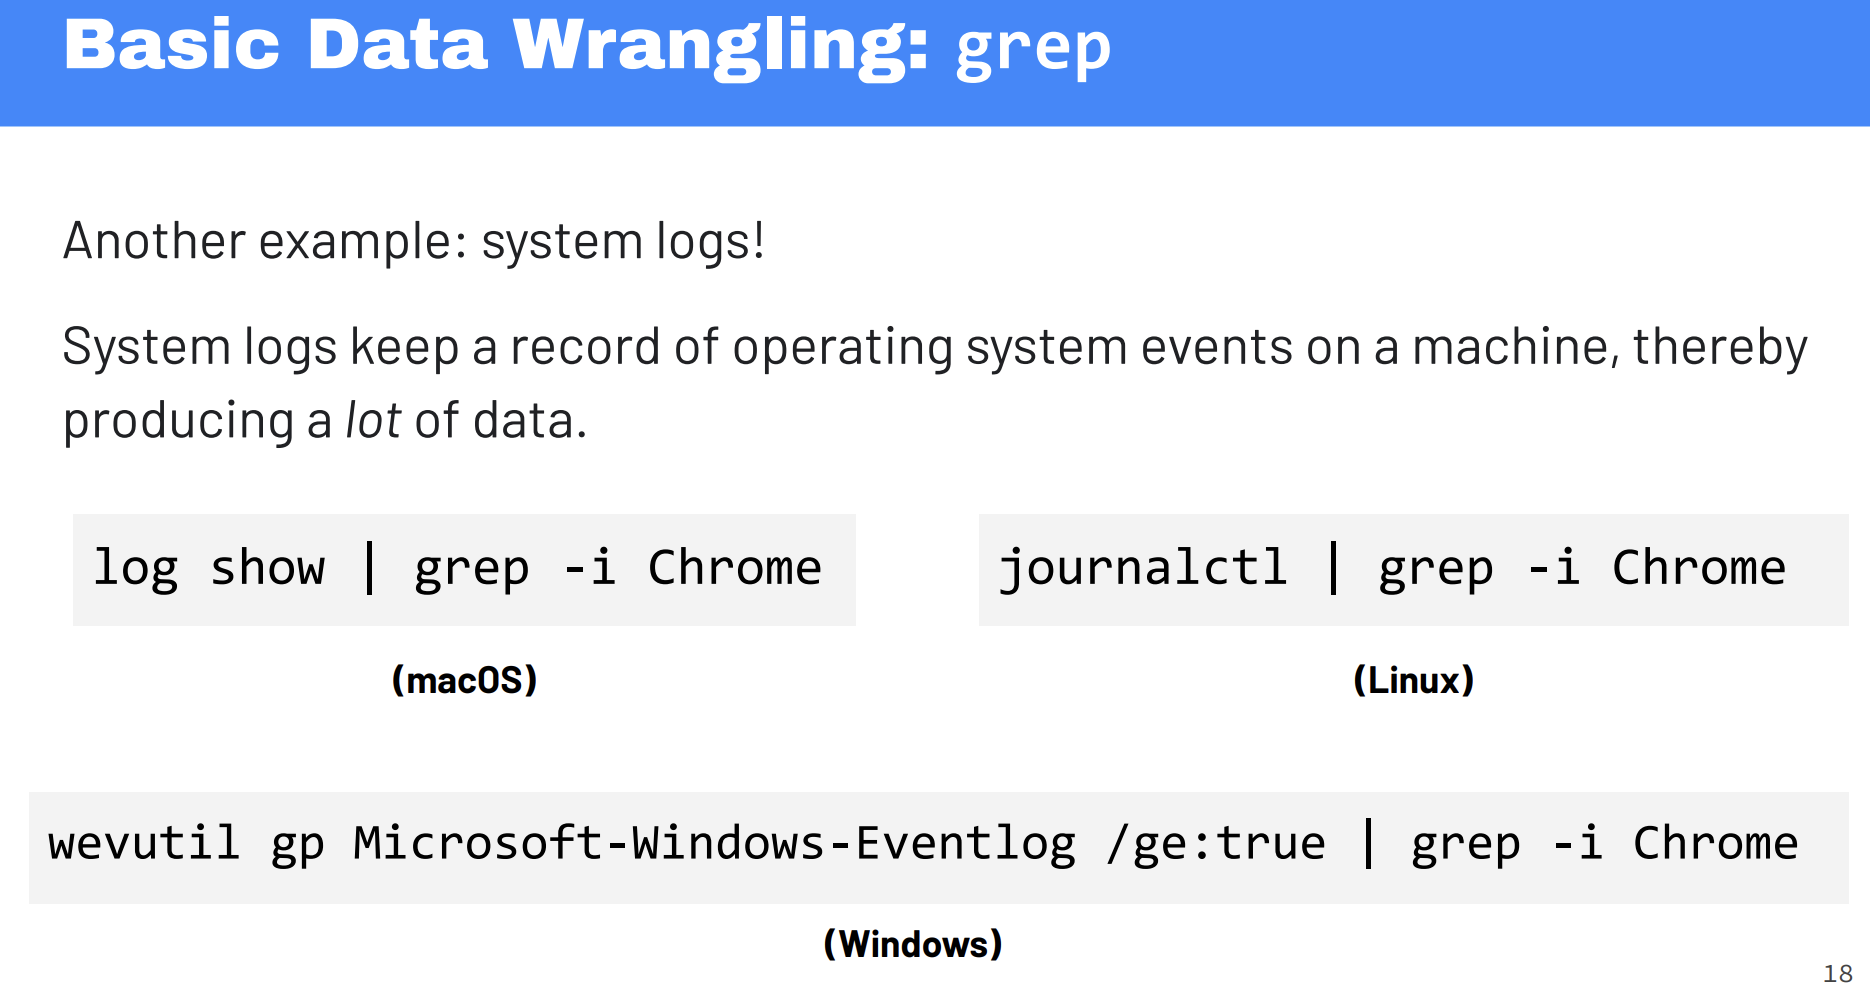 Basic Data Wrangling: grep
Another example: system logs!
System logs keep a record of operating system events on a machine, thereby
producing a lot of data.
log show | grep -i Chrome
(macOS)
journalctl | grep -i Chrome
(Linux)
wevutil gp Microsoft-Windows-Eventlog /ge:true | grep -i Chrome
(Windows)
18